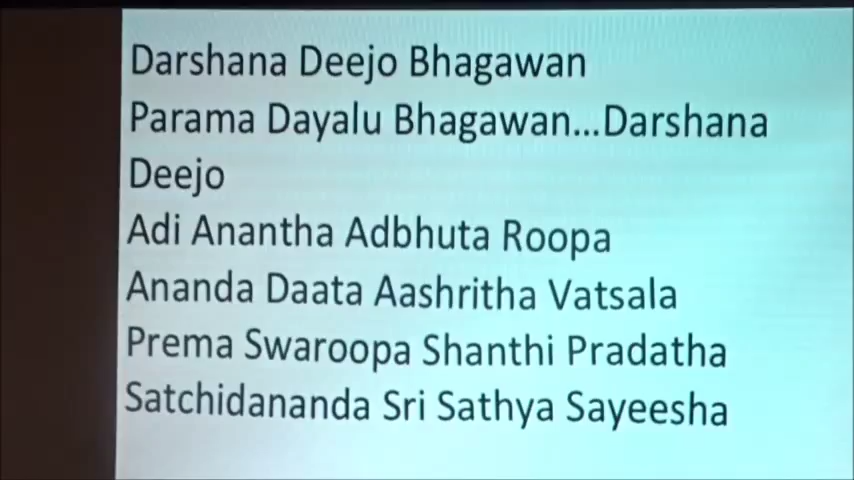 Darshana Deejo Bhagawan
Parama Dayalu Bhagawan...Darshana
Deejo
Adi Anantha Adbhuta Roopa
Ananda Daata Aashritha Vatsala
Prema Swaroopa Shanthi Pradatha
Satchidananda Sri Sathya Sayeesha